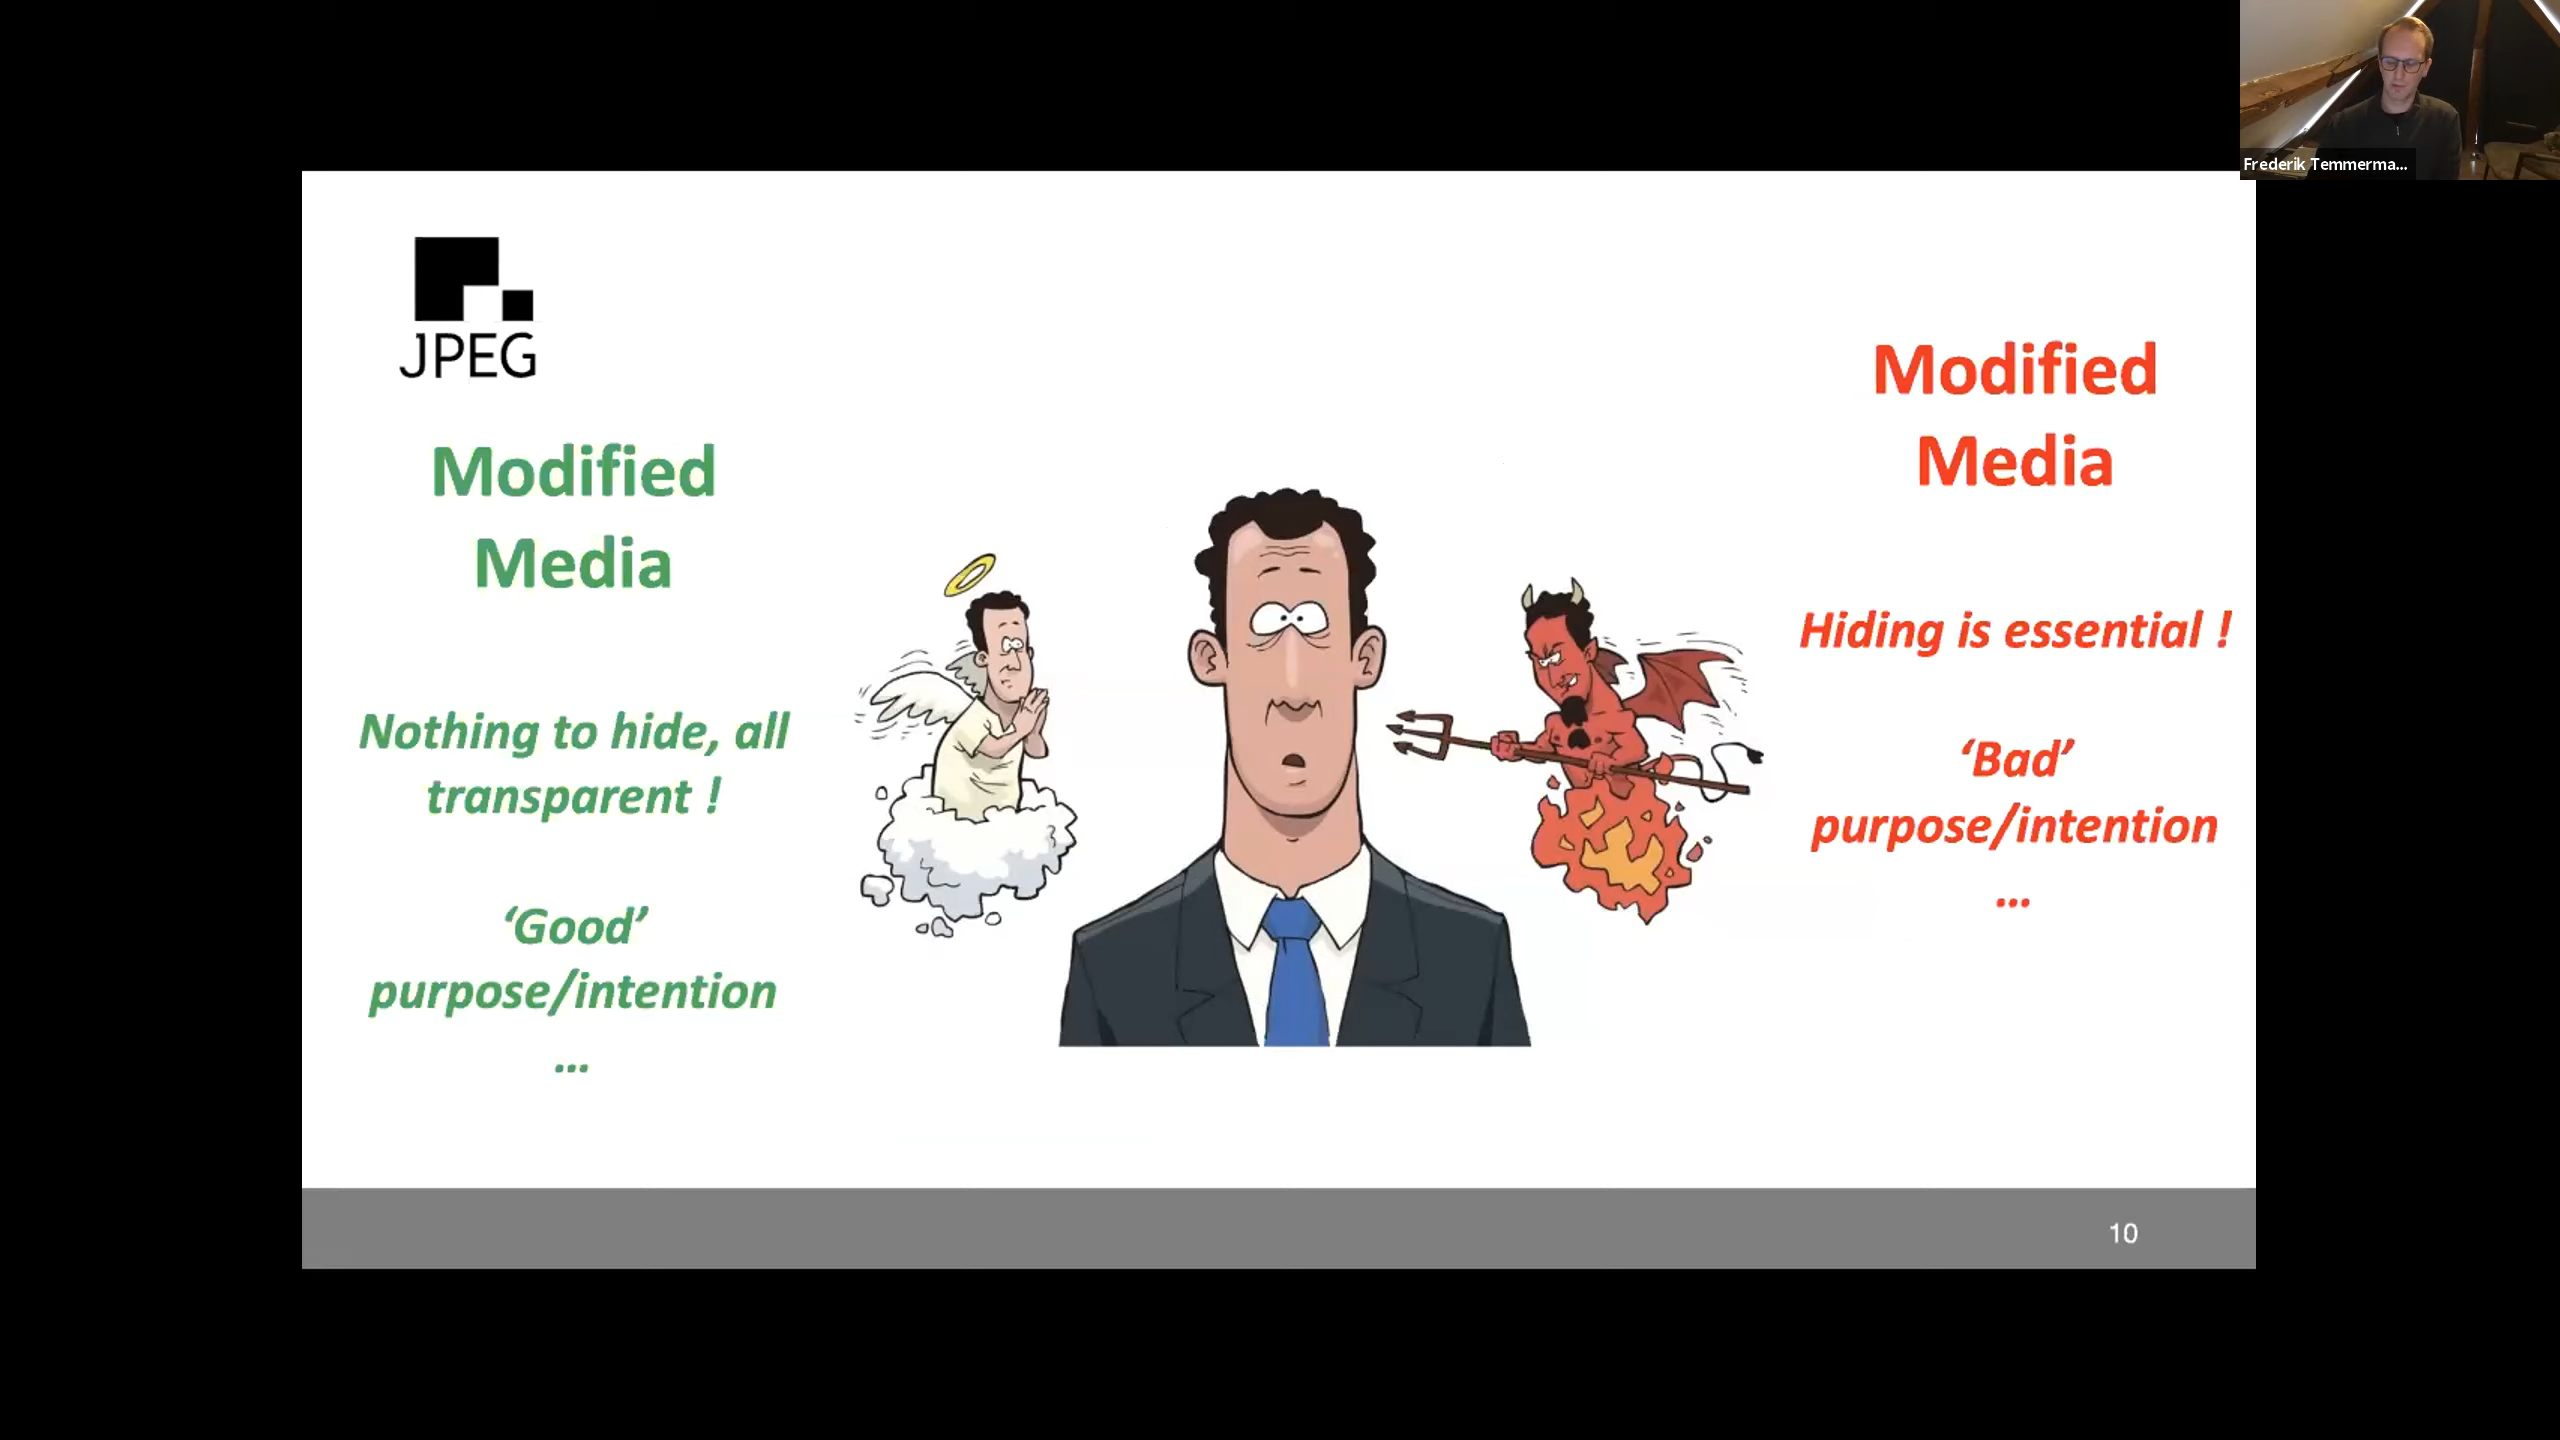 Frederik Temmerma...
JPEG
Modified
Media
Nothing to hide, all
transparent !
‘Good’
purpose/intention
...
Modified
Media
Hiding is essential !
‘Bad’
purpose/intention
...
10